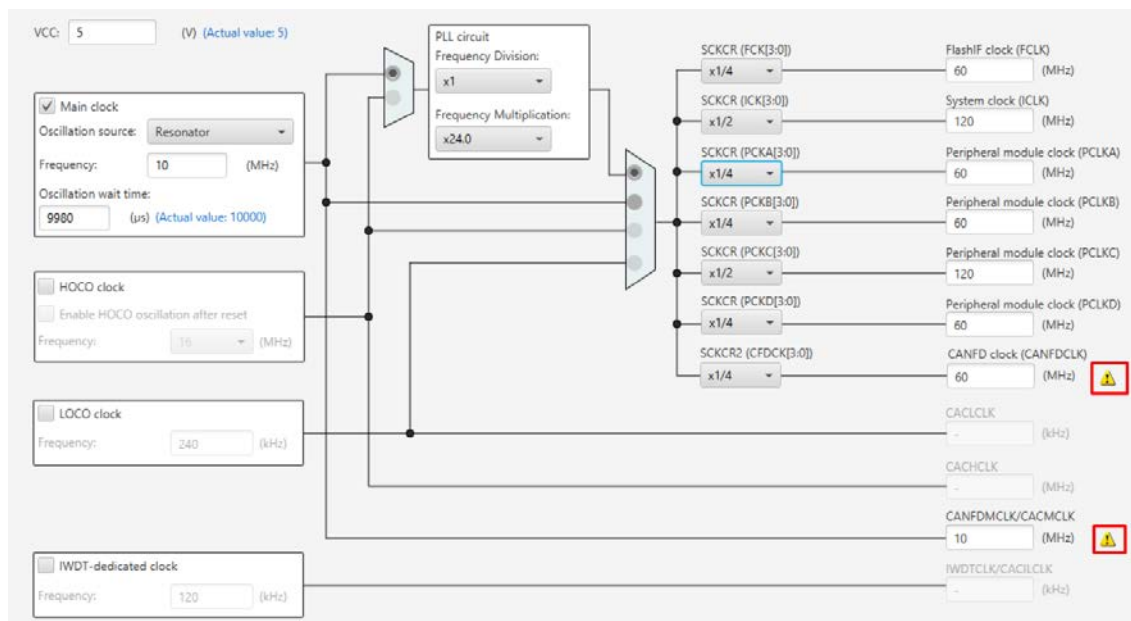 VCC: 5 (V) (Actual value: 5)
Main clock
Oscillation source: Resonator
Frequency: 10 (MHz)
Oscillation wait time:
9980 (μs) (Actual value: 10000)
HOCO clock
Enable HOCO oscillation after reset
Frequency: 16 (MHz)
LOCO clock
Frequency: 240 (kHz)
IWDT-dedicated clock
Frequency: 120 (kHz)
PLL circuit
Frequency Division:
x1
Frequency Multiplication:
x24.0
SCKCR (FCK[3:0])
x1/4
SCKCR (ICK[3:0])
x1/2
SCKCR (PCKA[3:0])
x1/4
SCKCR (PCKB[3:0])
x1/4
SCKCR (PCKC[3:0])
x1/2
SCKCR (PCKD[3:0])
x1/4
SCKCR2 (CFDCK[3:0])
x1/4
FlashIF clock (FCLK)
60 (MHz)
System clock (ICLK)
120 (MHz)
Peripheral module clock (PCLKA)
60 (MHz)
Peripheral module clock (PCLKB)
60 (MHz)
Peripheral module clock (PCLKC)
120 (MHz)
Peripheral module clock (PCLKD)
60 (MHz)
CANFD clock (CANFDCLK)
60 (MHz)
CACLCLK
- (kHz)
CACHCLK
- (MHz)
CANFDMCLK/CACMCLK
10 (MHz)
IWDTCLK/CACILCLK
- (kHz)